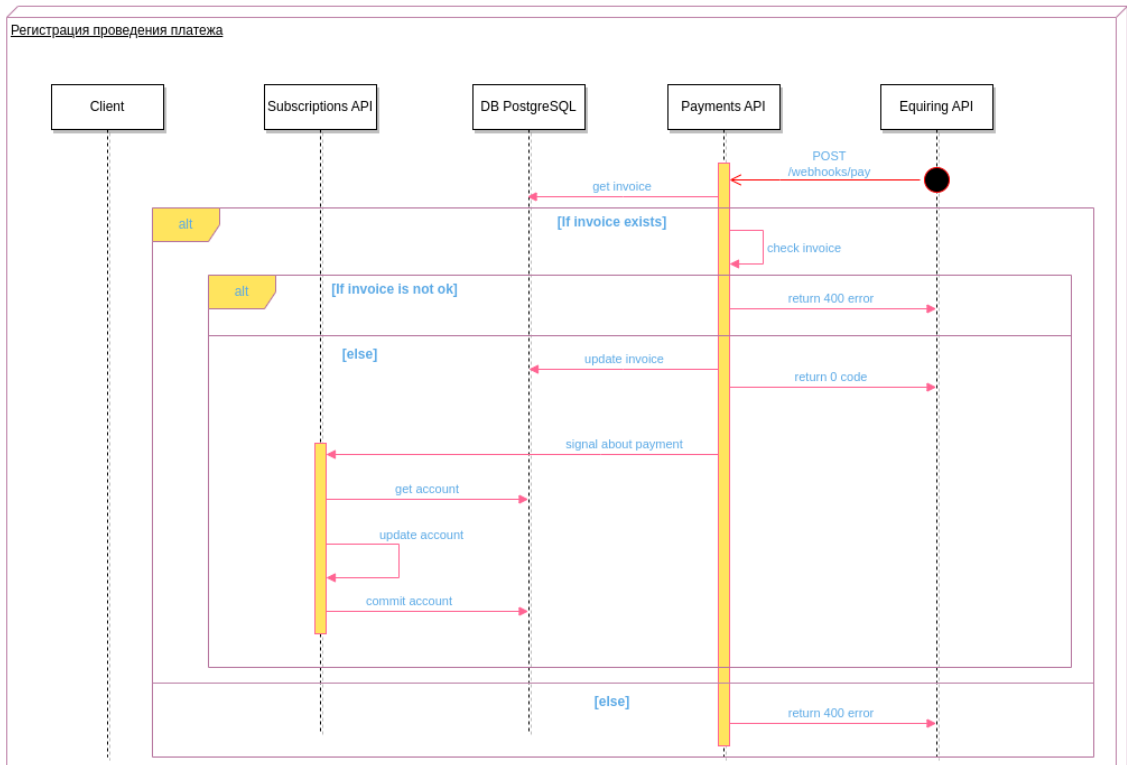 Регистрация проведения платежа
Client
Subscriptions API
DB PostgreSQL
Payments API
Equiring API
POST
/webhooks/pay
get invoice
alt
[If invoice exists]
check invoice
alt
[If invoice is not ok]
return 400 error
[else]
update invoice
return 0 code
signal about payment
get account
update account
commit account
[else]
return 400 error